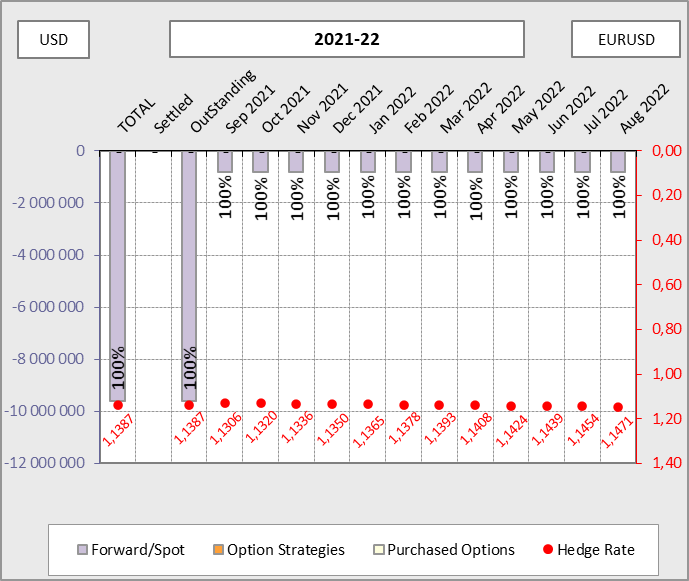 USD
2021-22
EURUSD
TOTAL
Settled
OutStanding
Sep 2021
Oct 2021
Nov 2021
Dec 2021
Jan 2022
Feb 2022
Mar 2022
Apr 2022
May 2022
Jun 2022
Jul 2022
Aug 2022
0
-2 000 000
-4 000 000
-6 000 000
-8 000 000
-10 000 000
-12 000 000
100%
100%
100%
100%
100%
100%
100%
100%
100%
100%
100%
100%
100%
100%
0,00
0,20
0,40
0,60
0,80
1,00
1,20
1,40
1,1387
1,1387
1,1306
1,1320
1,1336
1,1350
1,1365
1,1378
1,1393
1,1408
1,1424
1,1439
1,1454
1,1471
Forward/Spot
Option Strategies
Purchased Options
Hedge Rate